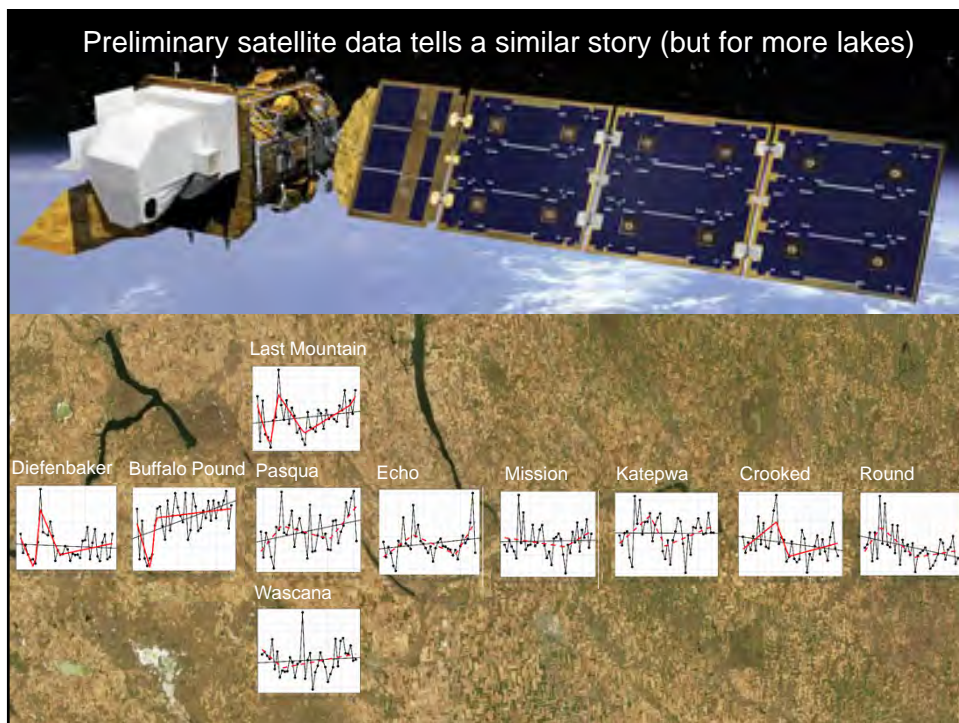 Preliminary satellite data tells a similar story (but for more lakes)
Last Mountain
Diefenbaker
Buffalo Pound
Pasqua
Echo
Mission
Katepwa
Crooked
Round
Wascana